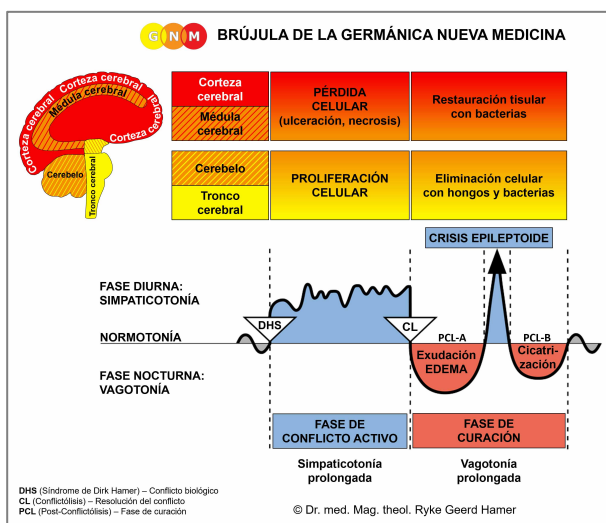 GNM BRÚJULA DE LA GERMÁNICA NUEVA MEDICINA
Corteza cerebral
Corteza cerebral
Corteza cerebral
Corteza cerebral
Médula cerebral
Cerebelo
Tronco cerebral
Corteza
cerebral
Médula
cerebral
PÉRDIDA
CELULAR
(ulceración, necrosis)
Restauración tisular
con bacterias
Cerebelo
Tronco
cerebral
PROLIFERACIÓN
CELULAR
Eliminación celular
con hongos y bacterias
CRISIS EPILEPTOIDE
FASE DIURNA:
SIMPATICOTONÍA
DHS
CL
NORMOTONÍA
PCL-A
PCL-B
Exudación
EDEMA
Cicatri-
zación
FASE NOCTURNA:
VAGOTONÍA
FASE DE
CONFLICTO ACTIVO
FASE DE
CURACIÓN
Simpaticotonía
prolongada
Vagotonía
prolongada
DHS (Síndrome de Dirk Hamer) – Conflicto biológico
CL (Conflictólisis) – Resolución del conflicto
PCL (Post-Conflictólisis) – Fase de curación
© Dr. med. Mag. theol. Ryke Geerd Hamer